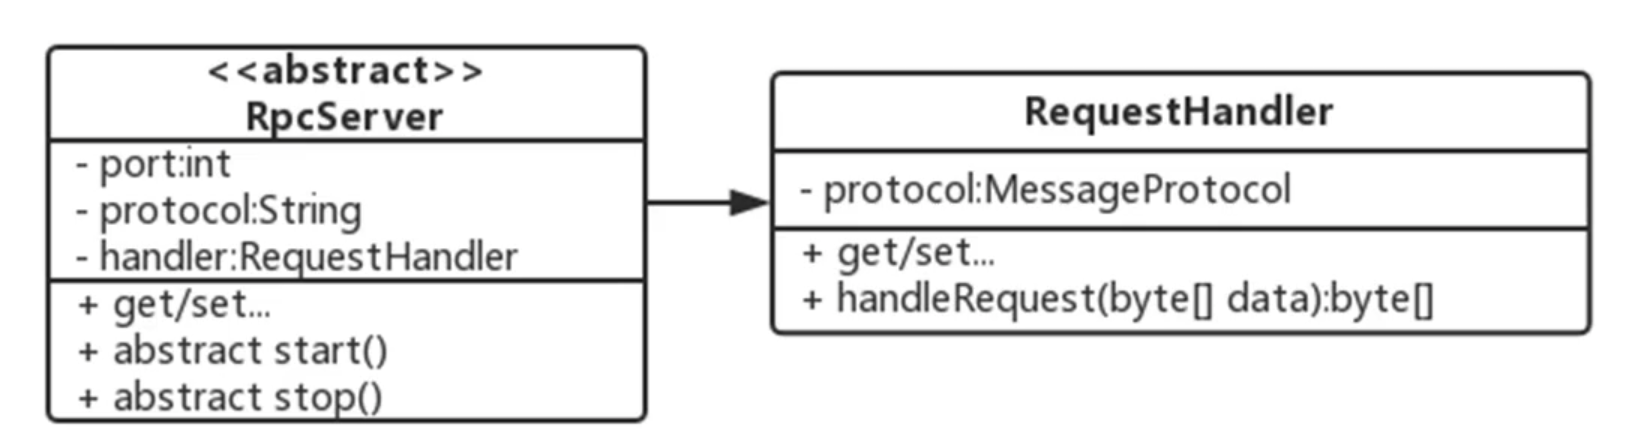 <<abstract>>
RpcServer
- port:int
- protocol:String
- handler:RequestHandler
+ get/set...
+ abstract start()
+ abstract stop()
RequestHandler
- protocol:MessageProtocol
+ get/set...
+ handleRequest(byte[] data):byte[]